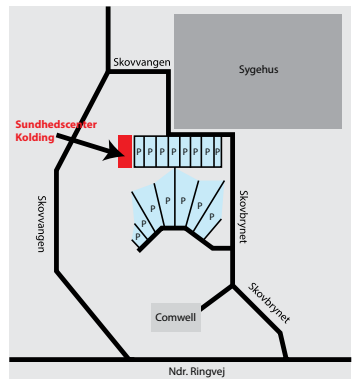 Skovvangen
Sygehus
Sundhedscenter
Kolding
P P P P P P P P
P
P
P
P
P
P
P
Skovvangen
Skovbrynet
Skovbrynet
Comwell
Ndr. Ringvej